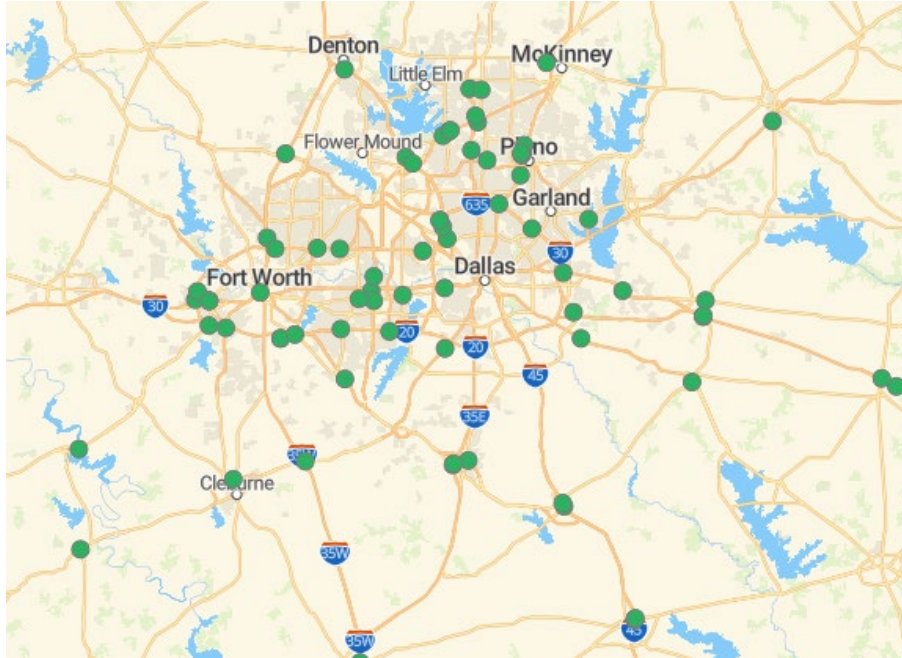 Denton
McKinney
Little Elm
Flower Mound
Plano
635
Garland
30
Dallas
Fort Worth
30
20
20
45
35E
35W
Cleburne
35W
35W
45